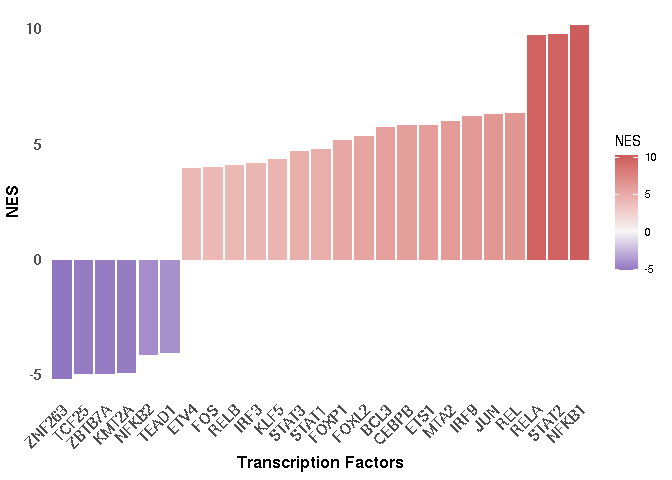 10
5
0
-5
NES
ZNF263
TCF25
ZBTB7A
KMT2A
NFKB2
TEAD1
ETV4
FOS
RELB
IRF3
KLF5
STAT3
STAT1
FOXP1
FOXL2
BCL3
CEBPB
ETS1
MTA2
IRF9
JUN
REL
RELA
STAT2
NFKB1
Transcription Factors
NES
10
5
0
-5